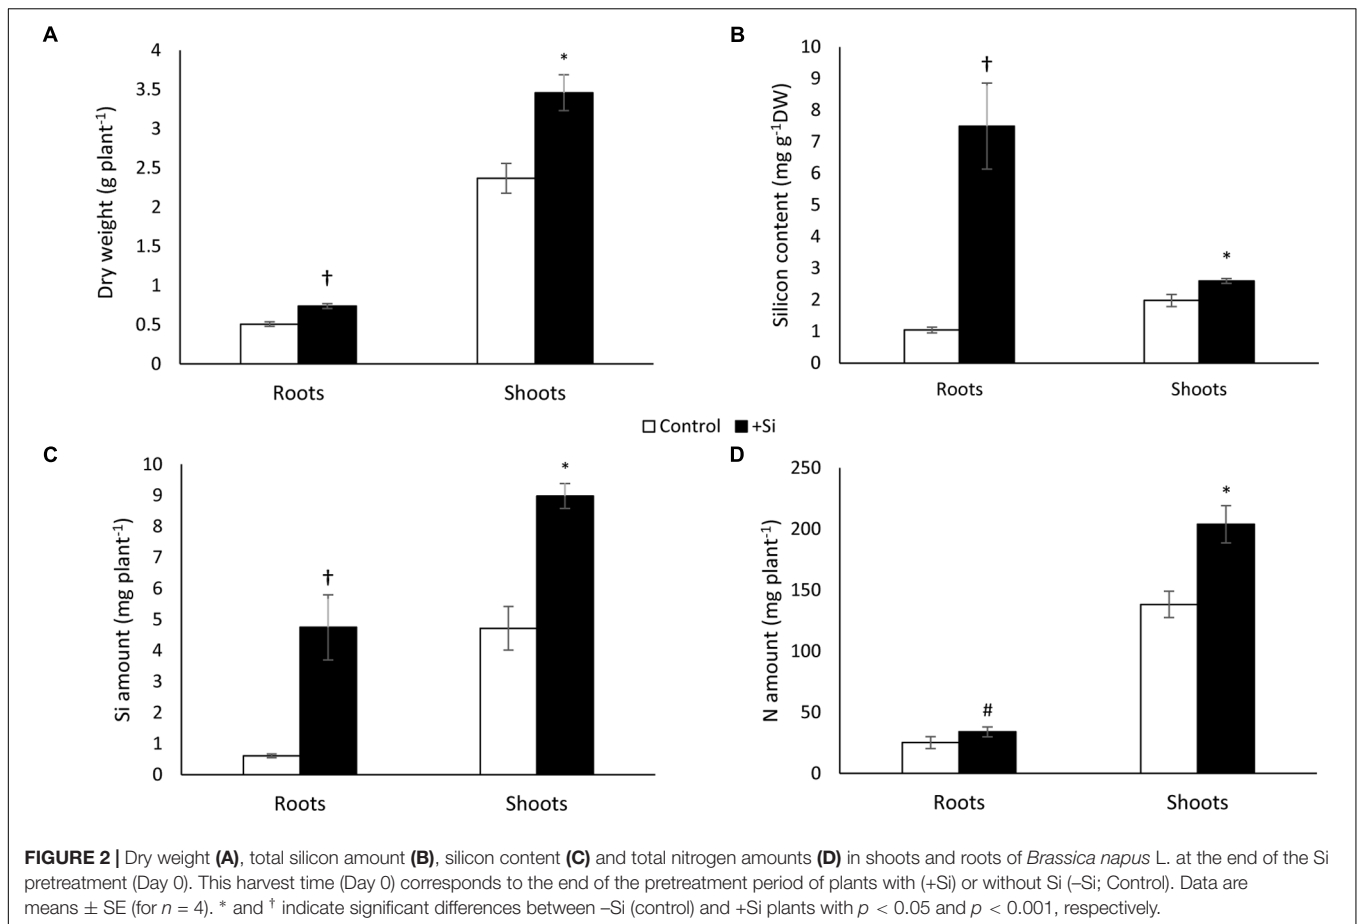 A
Dry weight (g plant⁻¹)
4
3.5
3
2.5
2
1.5
1
0.5
0
†
*
Roots Shoots
B
Silicon content (mg g⁻¹DW)
10
9
8
7
6
5
4
3
2
1
0
†
*
Roots Shoots
Control +Si
C
Si amount (mg plant⁻¹)
10
9
8
7
6
5
4
3
2
1
0
†
*
Roots Shoots
D
N amount (mg plant⁻¹)
250
200
150
100
50
0
#
*
Roots Shoots
FIGURE 2 | Dry weight (A), total silicon amount (B), silicon content (C) and total nitrogen amounts (D) in shoots and roots of Brassica napus L. at the end of the Si
pretreatment (Day 0). This harvest time (Day 0) corresponds to the end of the pretreatment period of plants with (+Si) or without Si (–Si; Control). Data are
means ± SE (for n = 4). * and † indicate significant differences between –Si (control) and +Si plants with p < 0.05 and p < 0.001, respectively.